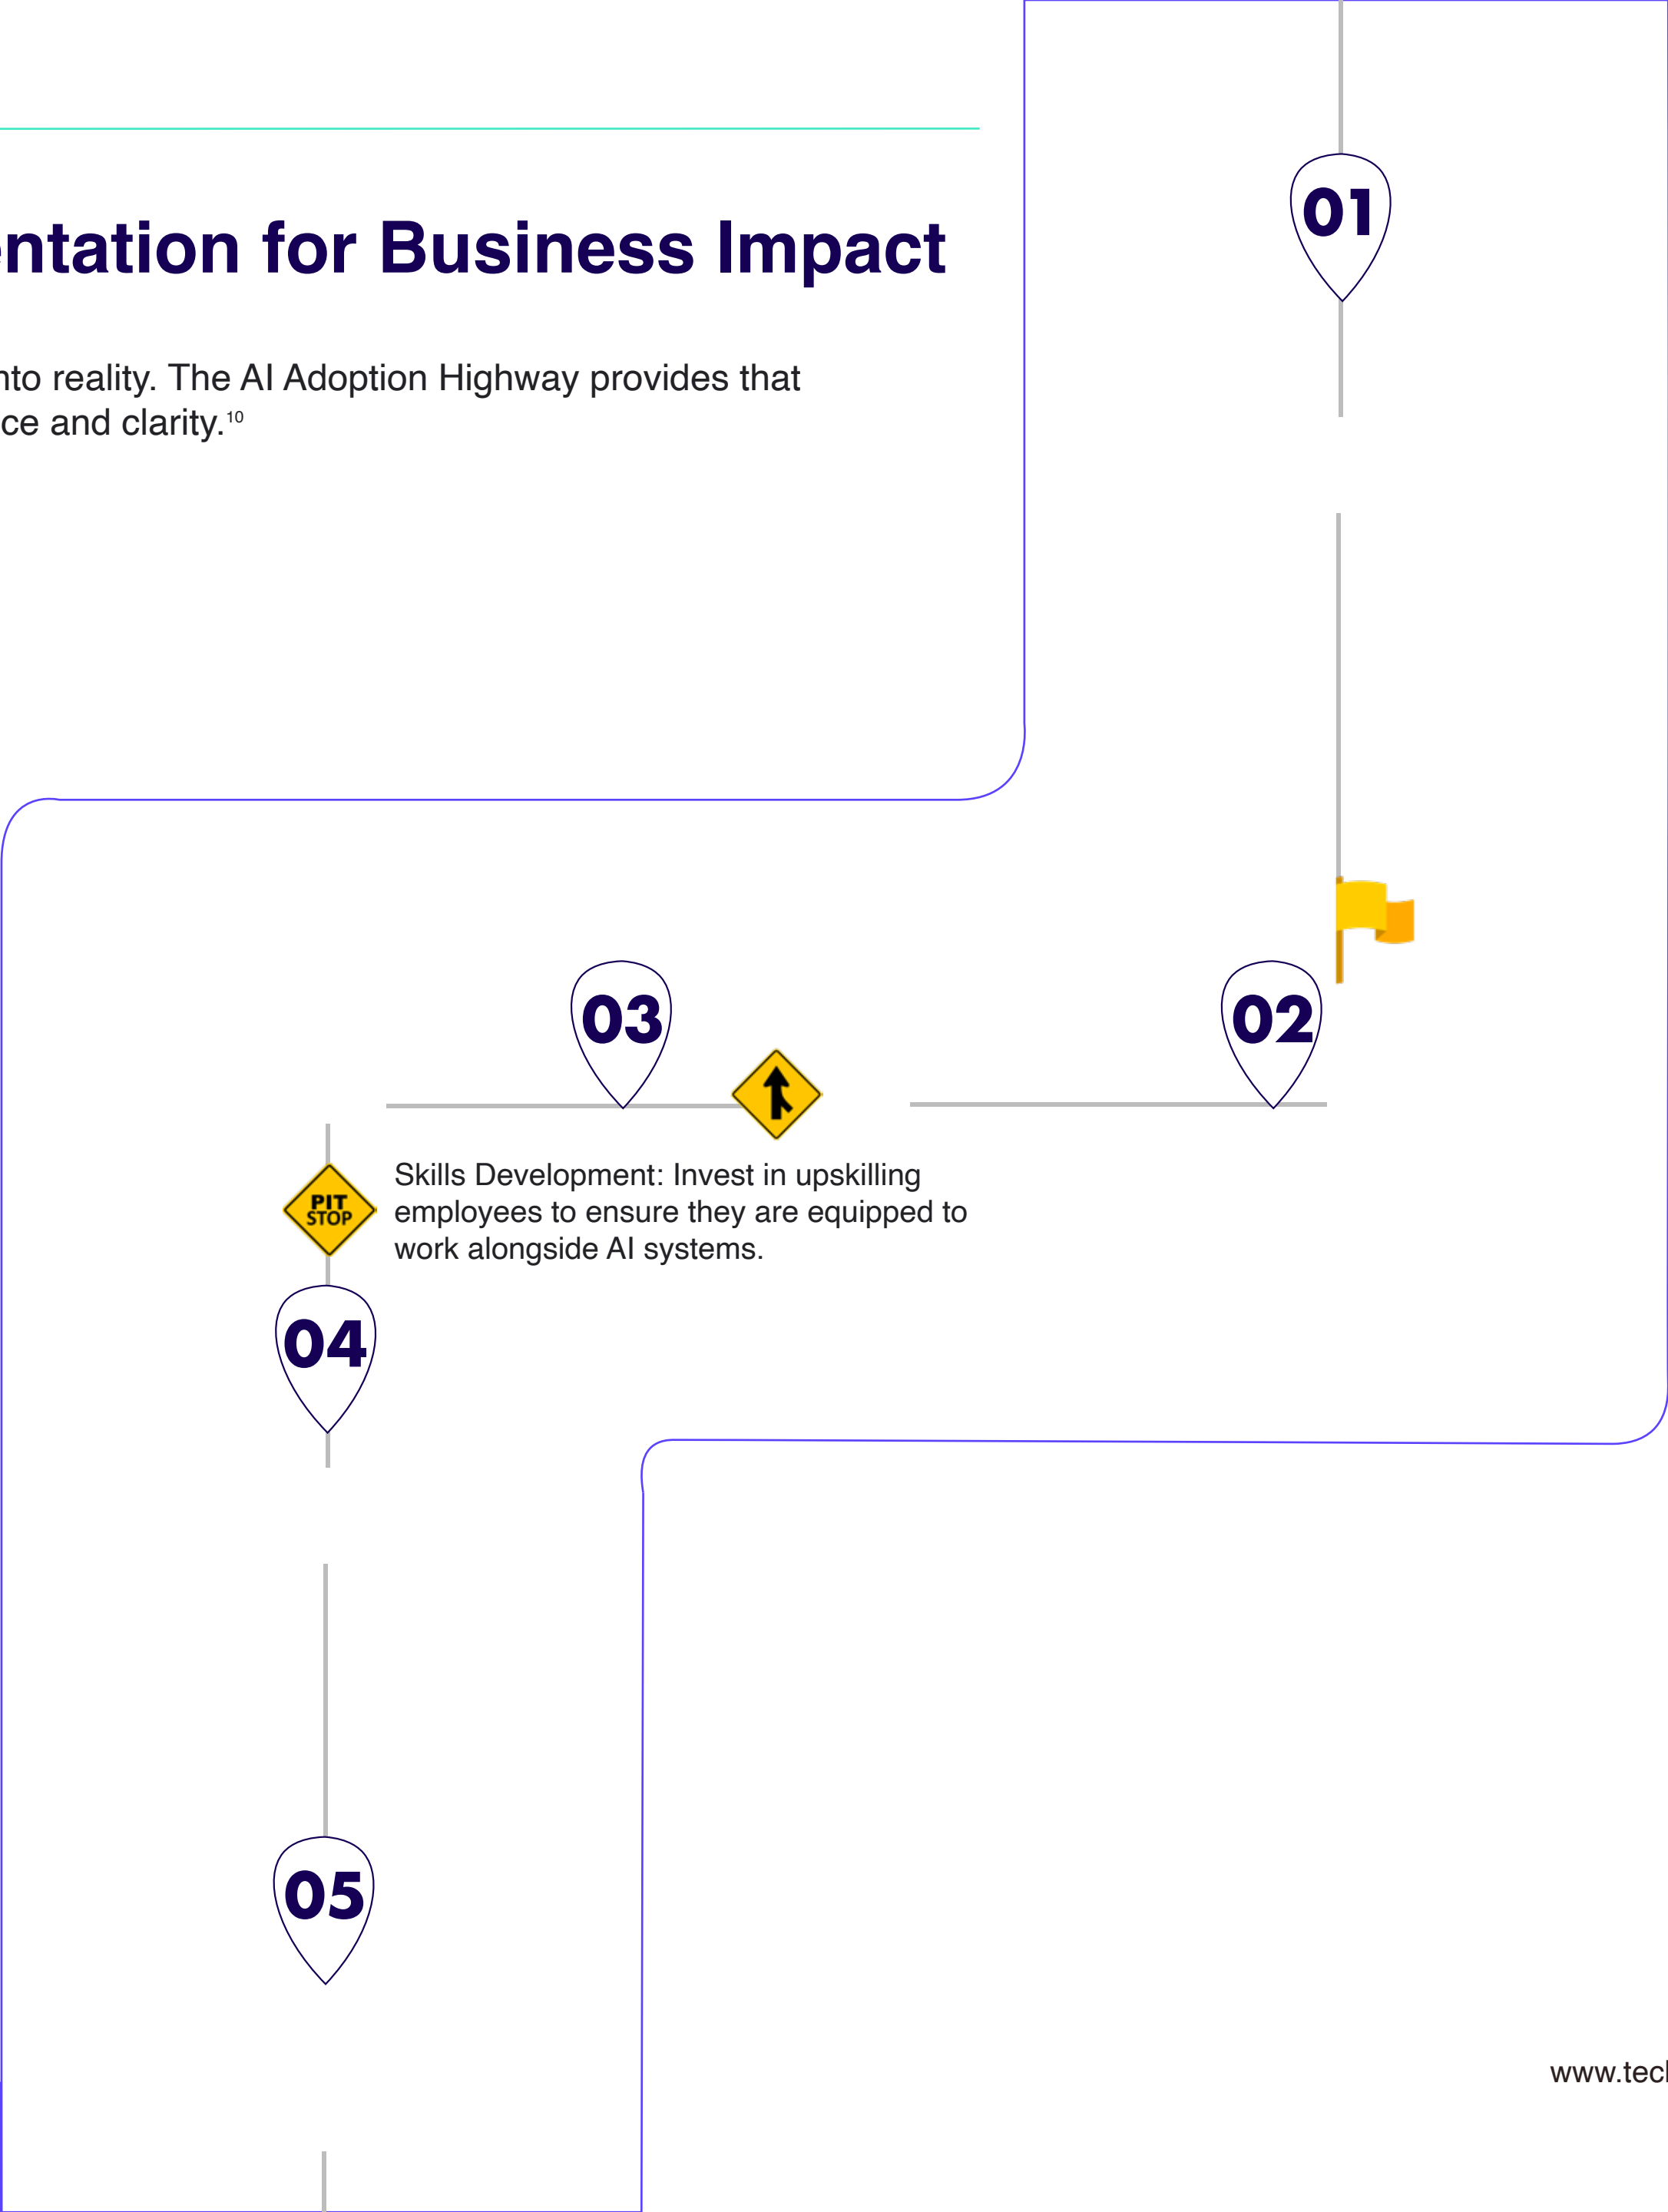 01
entation for Business Impact
nto reality. The AI Adoption Highway provides that
ce and clarity.10
03
02
PIT
STOP
Skills Development: Invest in upskilling
employees to ensure they are equipped to
work alongside AI systems.
04
05
www.tech